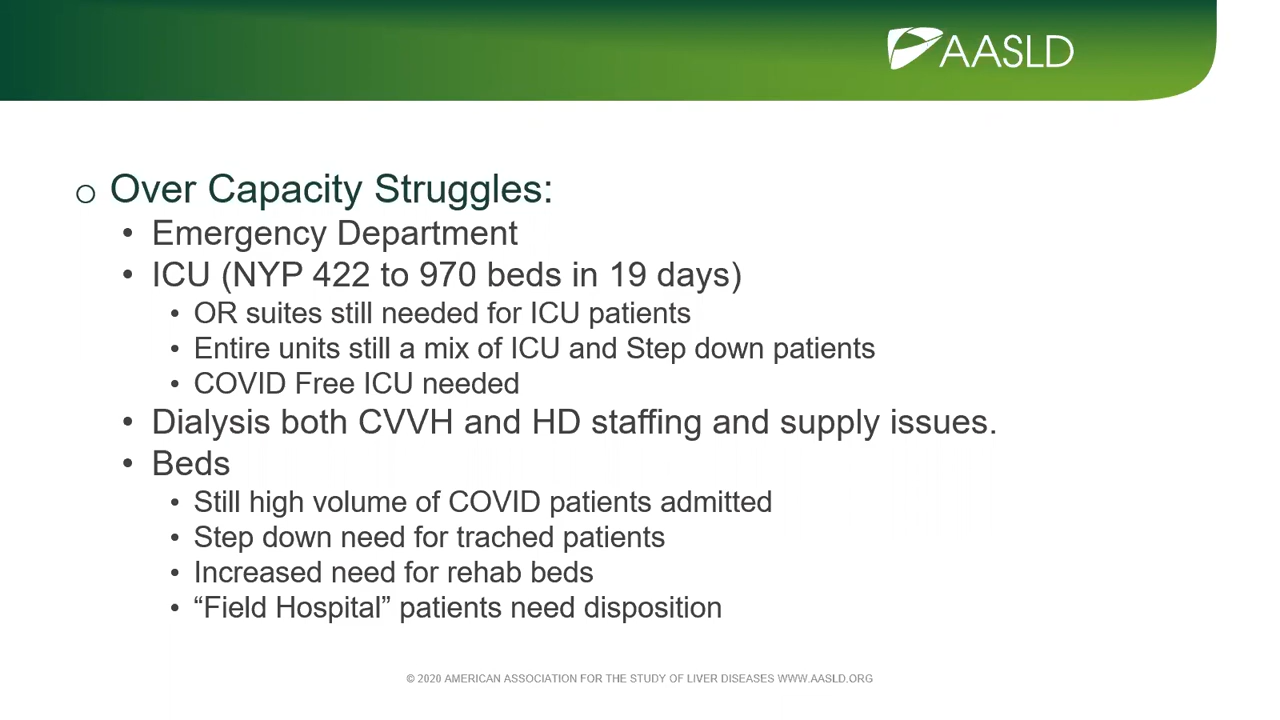 AASLD
o Over Capacity Struggles:
• Emergency Department
• ICU (NYP 422 to 970 beds in 19 days)
• OR suites still needed for ICU patients
• Entire units still a mix of ICU and Step down patients
• COVID Free ICU needed
• Dialysis both CVVH and HD staffing and supply issues.
• Beds
• Still high volume of COVID patients admitted
• Step down need for trached patients
• Increased need for rehab beds
• “Field Hospital” patients need disposition
© 2020 AMERICAN ASSOCIATION FOR THE STUDY OF LIVER DISEASES WWW.AASLD.ORG